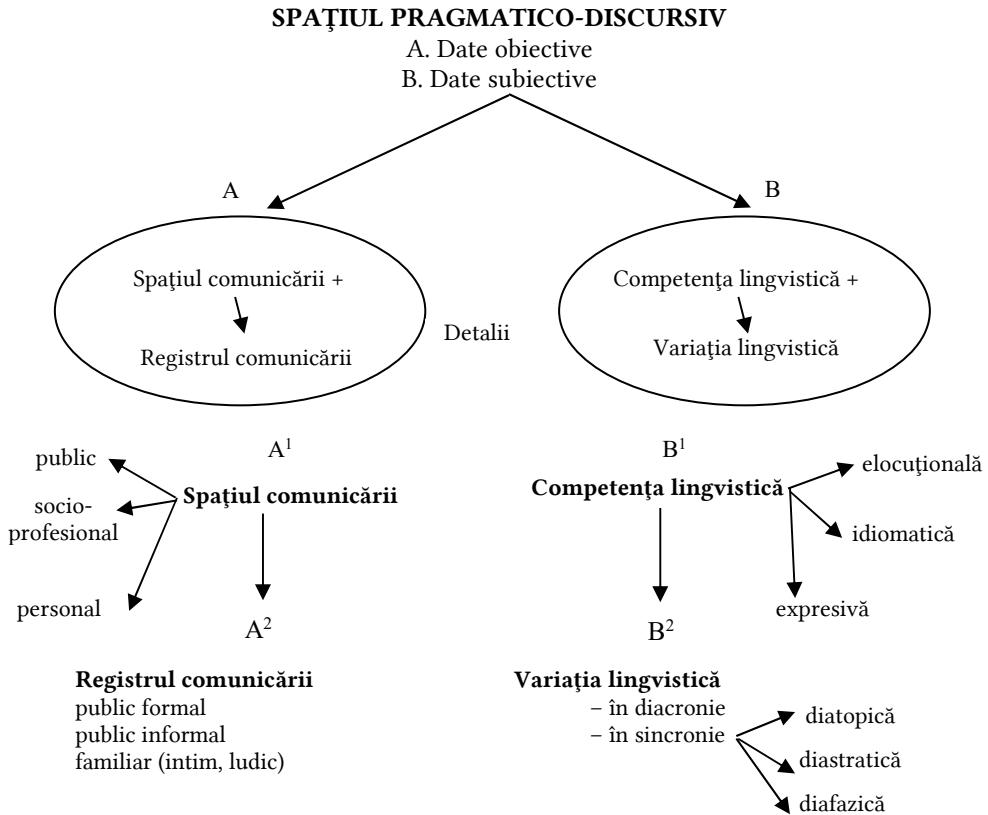 SPAŢIUL PRAGMATICO-DISCURSIV
A. Date obiective
B. Date subiective
A
B
Spaţiul comunicării +
Registrul comunicării
Detalii
Competenţa lingvistică +
Variaţia lingvistică
A¹
public
Spaţiul comunicării
socio-
profesional
personal
A²
Registrul comunicării
public formal
public informal
familiar (intim, ludic)
B¹
elocuţională
Competenţa lingvistică
idiomatică
expresivă
B²
Variaţia lingvistică
– în diacronie
– în sincronie
diatopică
diastratică
diafazică